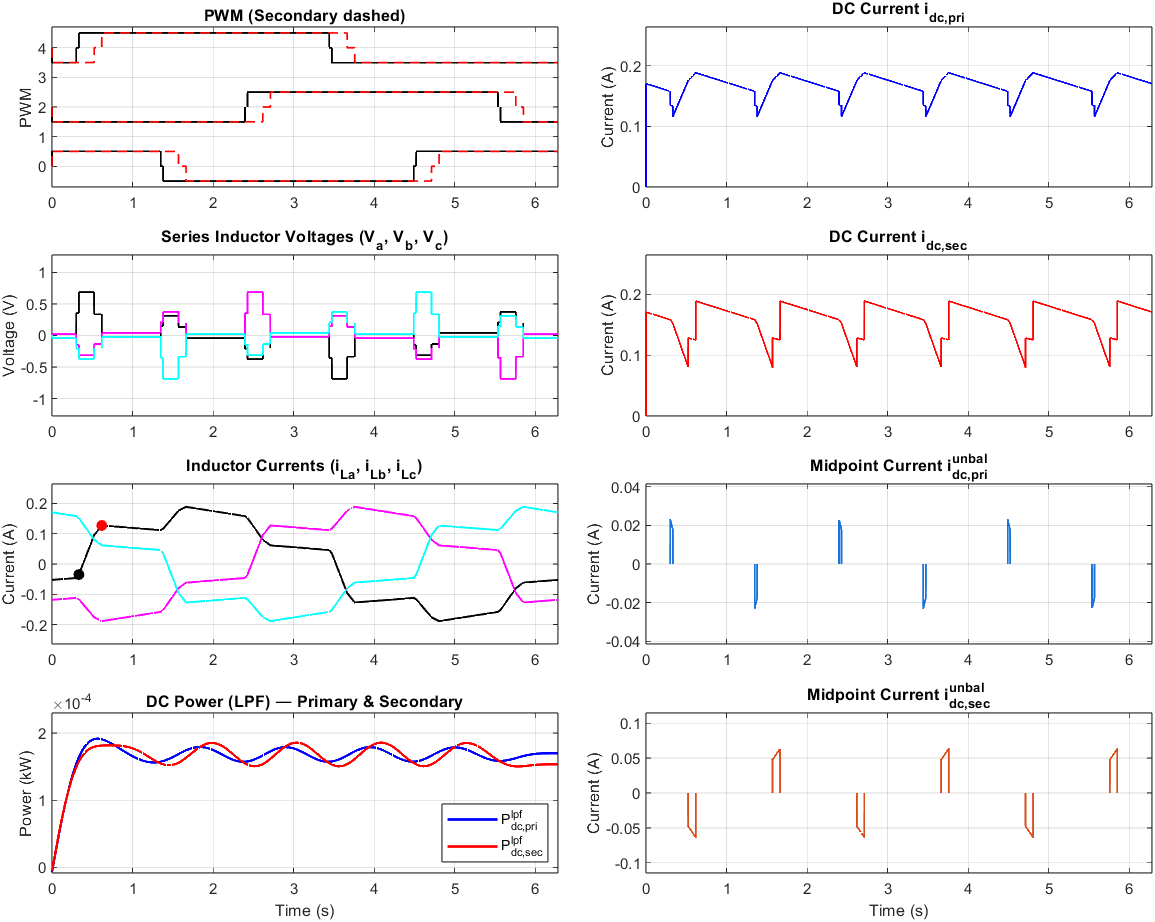 PWM (Secondary dashed)
PWM
4
3
2
1
0
0 1 2 3 4 5 6
DC Current i_dc,pri
Current (A)
0.2
0.1
0
0 1 2 3 4 5 6
Series Inductor Voltages (V_a, V_b, V_c)
Voltage (V)
1
0.5
0
-0.5
-1
0 1 2 3 4 5 6
DC Current i_dc,sec
Current (A)
0.2
0.1
0
0 1 2 3 4 5 6
Inductor Currents (i_La, i_Lb, i_Lc)
Current (A)
0.2
0.1
0
-0.1
-0.2
0 1 2 3 4 5 6
Midpoint Current i_dc,pri^unbal
Current (A)
0.04
0.02
0
-0.02
-0.04
0 1 2 3 4 5 6
DC Power (LPF) — Primary & Secondary
×10^-4
Power (kW)
2
1
0
P_dc,pri^lpf
P_dc,sec^lpf
0 1 2 3 4 5 6
Time (s)
Midpoint Current i_dc,sec^unbal
Current (A)
0.1
0.05
0
-0.05
-0.1
0 1 2 3 4 5 6
Time (s)